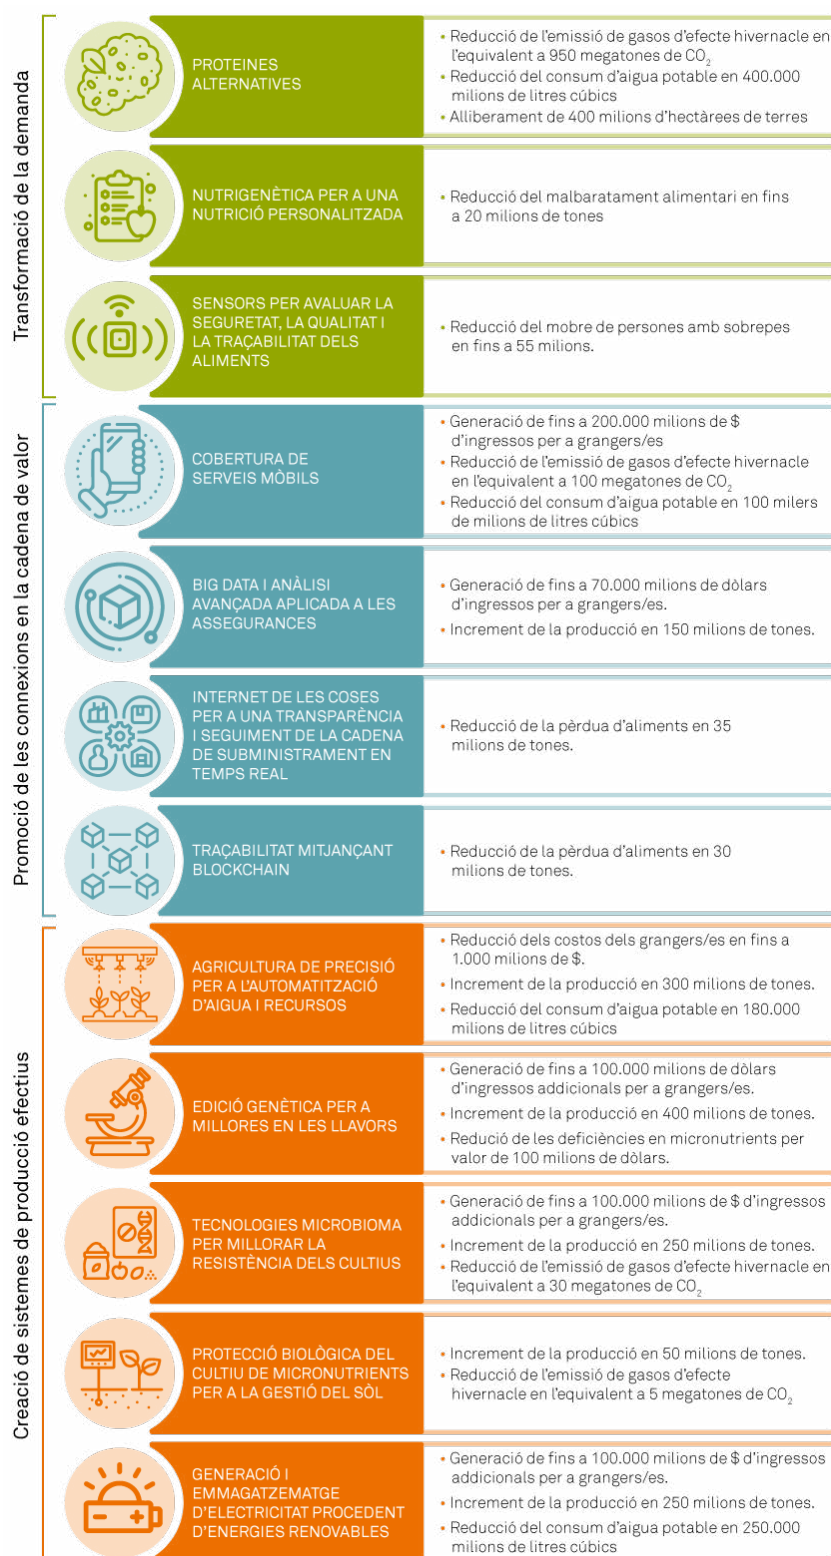 Transformació de la demanda
PROTEINES
ALTERNATIVES
• Reducció de l'emissió de gasos d'efecte hivernacle en
l'equivalent a 950 megatones de CO₂
• Reducció del consum d'aigua potable en 400.000
milions de litres cúbics
• Alliberament de 400 milions d'hectàrees de terres
NUTRIGENÈTICA PER A UNA
NUTRICIÓ PERSONALITZADA
• Reducció del malbaratament alimentari en fins
a 20 milions de tones
SENSORS PER AVALUAR LA
SEGURETAT, LA QUALITAT I
LA TRAÇABILITAT DELS
ALIMENTS
• Reducció del mobre de persones amb sobrepes
en fins a 55 milions.
Promoció de les connexions en la cadena de valor
COBERTURA DE
SERVEIS MÒBILS
• Generació de fins a 200.000 milions de $
d'ingressos per a grangers/es
• Reducció de l'emissió de gasos d'efecte hivernacle
en l'equivalent a 100 megatones de CO₂
• Reducció del consum d'aigua potable en 100 milers
de milions de litres cúbics
BIG DATA I ANÀLISI
AVANÇADA APLICADA A LES
ASSEGURANCES
• Generació de fins a 70.000 milions de dòlars
d'ingressos per a grangers/es.
• Increment de la producció en 150 milions de tones.
INTERNET DE LES COSES
PER A UNA TRANSPARÈNCIA
I SEGUIMENT DE LA CADENA
DE SUBMINISTRAMENT EN
TEMPS REAL
• Reducció de la pèrdua d'aliments en 35
milions de tones.
TRAÇABILITAT MITJANÇANT
BLOCKCHAIN
• Reducció de la pèrdua d'aliments en 30
milions de tones.
Creació de sistemes de producció efectius
AGRICULTURA DE PRECISIÓ
PER A L'AUTOMATITZACIÓ
D'AIGUA I RECURSOS
• Reducció dels costos dels grangers/es en fins a
1.000 milions de $.
• Increment de la producció en 300 milions de tones.
• Reducció del consum d'aigua potable en 180.000
milions de litres cúbics
EDICIÓ GENÈTICA PER A
MILLORES EN LES LLAVORS
• Generació de fins a 100.000 milions de dòlars
d'ingressos addicionals per a grangers/es.
• Increment de la producció en 400 milions de tones.
• Redució de les deficiències en micronutrients per
valor de 100 milions de dòlars.
TECNOLOGIES MICROBIOMA
PER MILLORAR LA
RESISTÈNCIA DELS CULTIUS
• Generació de fins a 100.000 milions de $ d'ingressos
addicionals per a grangers/es.
• Increment de la producció en 250 milions de tones.
• Reducció de l'emissió de gasos d'efecte hivernacle en
l'equivalent a 30 megatones de CO₂
PROTECCIÓ BIOLÒGICA DEL
CULTIU DE MICRONUTRIENTS
PER A LA GESTIÓ DEL SÒL
• Increment de la producció en 50 milions de tones.
• Reducció de l'emissió de gasos d'efecte
hivernacle en l'equivalent a 5 megatones de CO₂
GENERACIÓ I
EMMAGATZEMATGE
D'ELECTRICITAT PROCEDENT
D'ENERGIES RENOVABLES
• Generació de fins a 100.000 milions de $ d'ingressos
addicionals per a grangers/es.
• Increment de la producció en 250 milions de tones.
• Reducció del consum d'aigua potable en 250.000
milions de litres cúbics